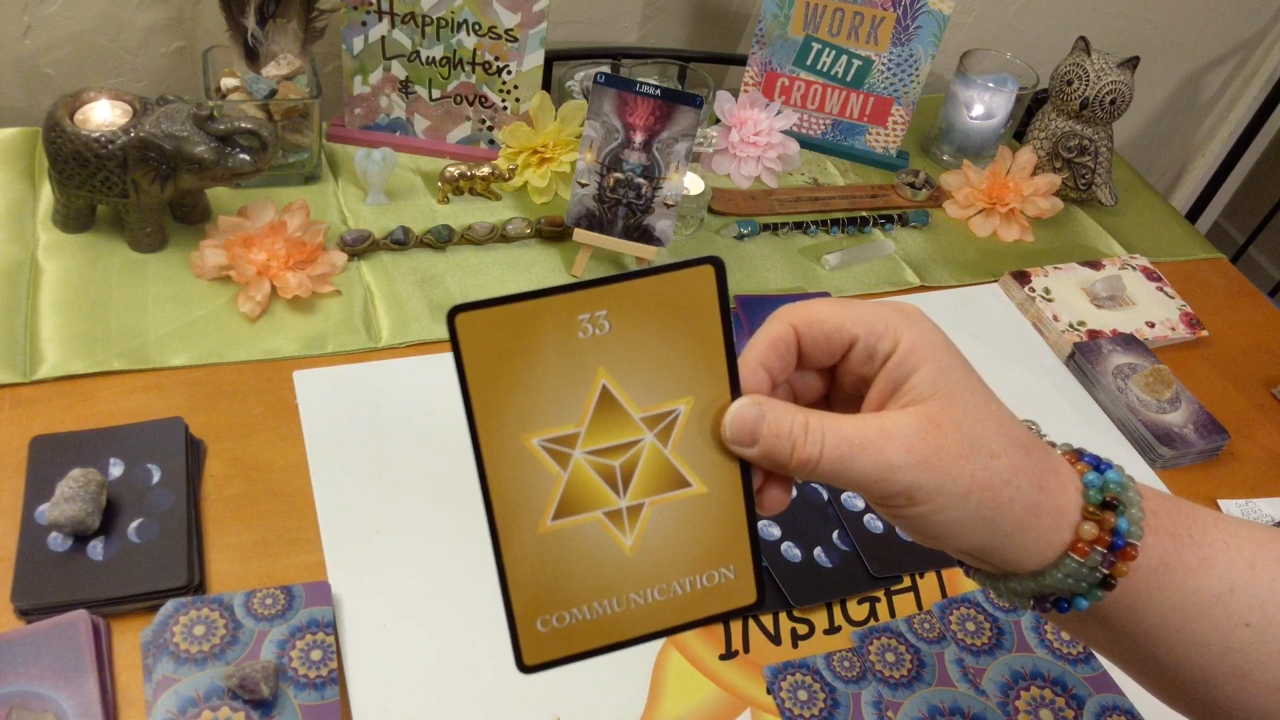 Happiness
Laughter
& Love
WORK
THAT
CROWN!
LIBRA
33
COMMUNICATION
INSIGHT